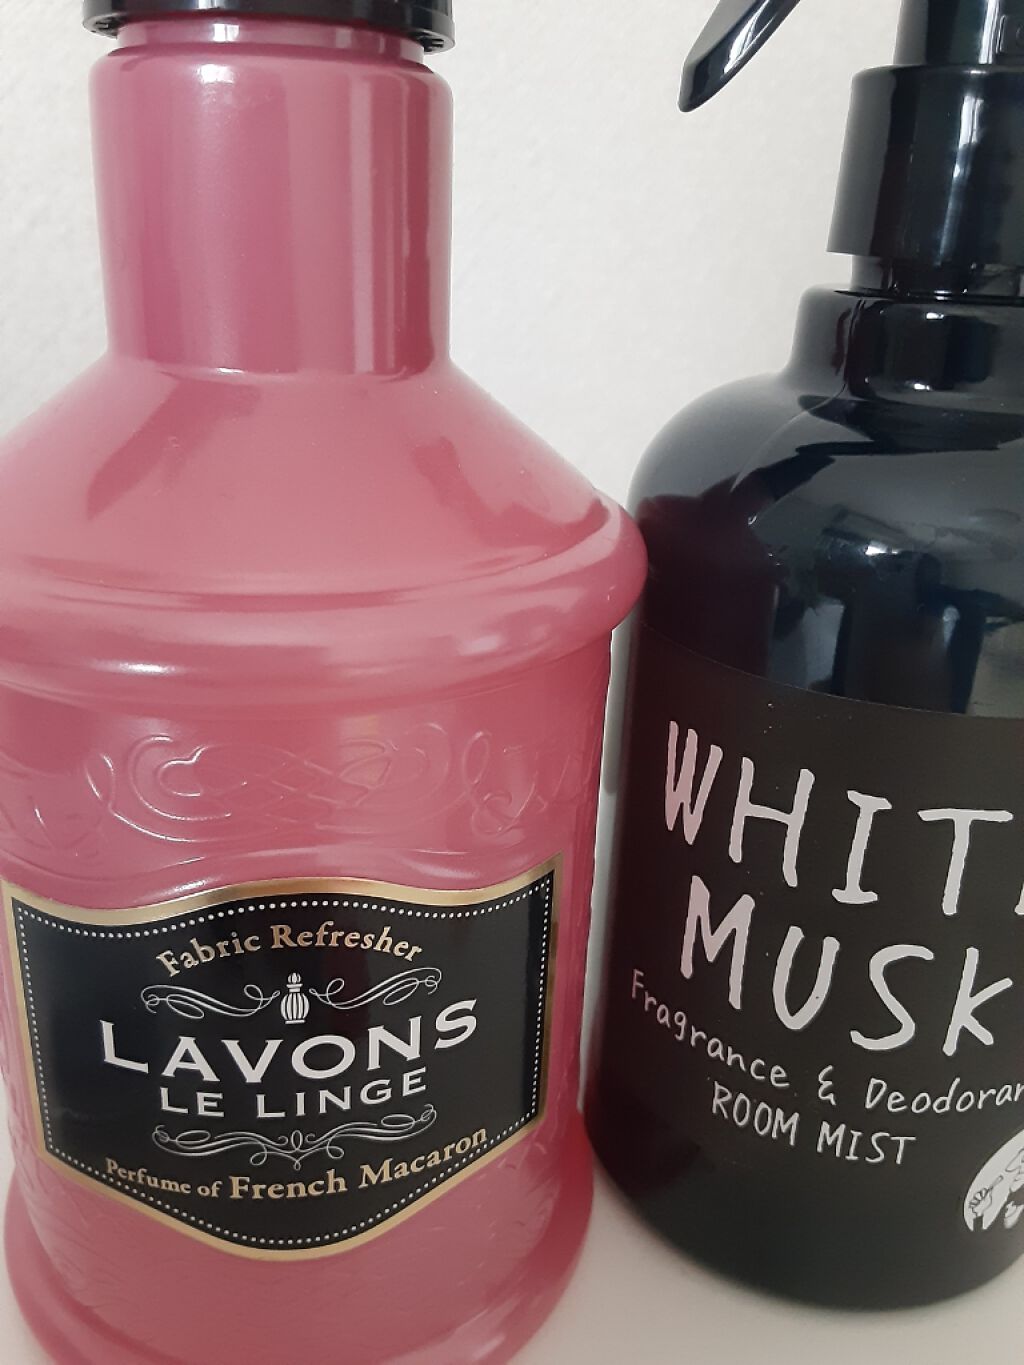 Fabric Refresher
LAVONS
LE LINGE
Perfume of French Macaron
WHIT
MUSK
Fragrance & Deodoran
ROOM MIST